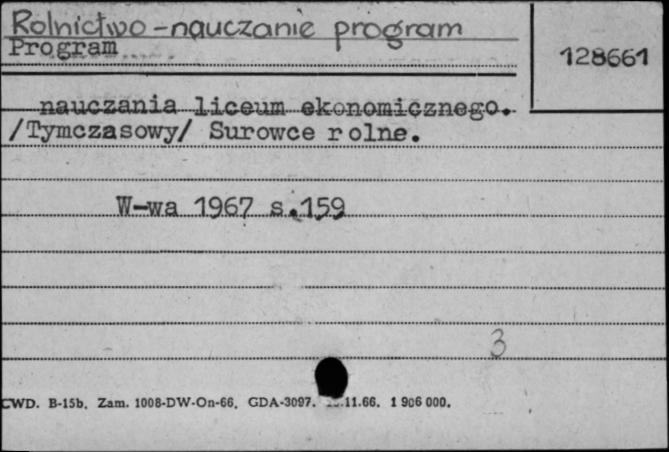 Rolnictwo - nauczanie program
Program
128661
nauczania liceum ekonomicznego.
/Tymczasowy/ Surowce rolne.
W-wa 1967 s.159
3
CWD. B-15b. Zam. 1008-DW-On-66. GDA-3097. .11.66. 1 906 000.